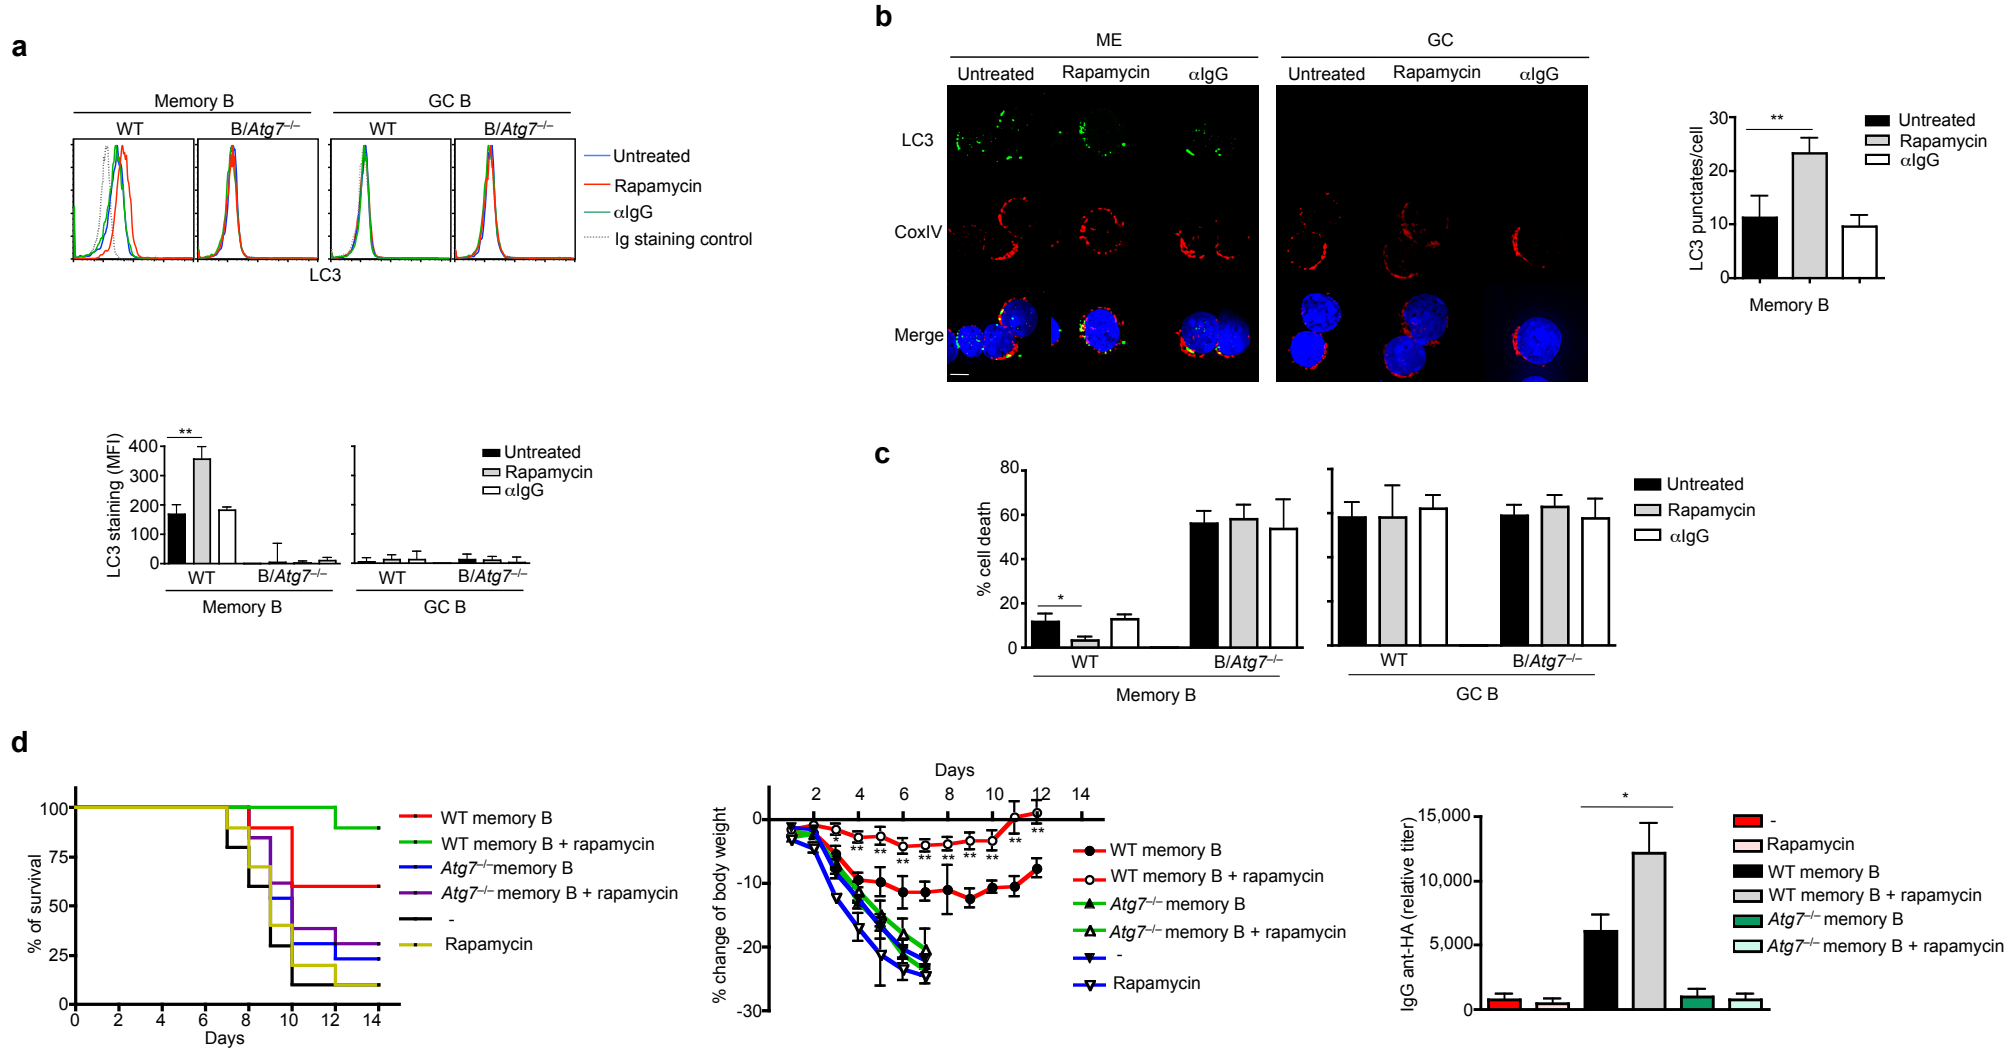 a
Memory B GC B
WT B/Atg7–/– WT B/Atg7–/–
Untreated
Rapamycin
αIgG
Ig staining control
LC3
LC3 staining (MFI)
400
300
200
100
0
**
Untreated
Rapamycin
αIgG
WT B/Atg7–/– WT B/Atg7–/–
Memory B GC B
b
ME GC
Untreated Rapamycin αIgG Untreated Rapamycin αIgG
LC3
CoxIV
Merge
LC3 punctates/cell
30
20
10
0
**
Untreated
Rapamycin
αIgG
Memory B
c
% cell death
80
60
40
20
0
*
Untreated
Rapamycin
αIgG
WT B/Atg7–/– WT B/Atg7–/–
Memory B GC B
d
% of survival
100
75
50
25
0
0 2 4 6 8 10 12 14
Days
WT memory B
WT memory B + rapamycin
Atg7–/–memory B
Atg7–/– memory B + rapamycin
-
Rapamycin
Days
2 4 6 8 10 12 14
% change of body weight
0
-10
-20
-30
* ** ** ** ** ** ** ** ** **
WT memory B
WT memory B + rapamycin
Atg7–/– memory B
Atg7–/– memory B + rapamycin
-
Rapamycin
IgG anti-HA (relative titer)
15,000
10,000
5,000
0
*
-
Rapamycin
WT memory B
WT memory B + rapamycin
Atg7–/– memory B
Atg7–/– memory B + rapamycin